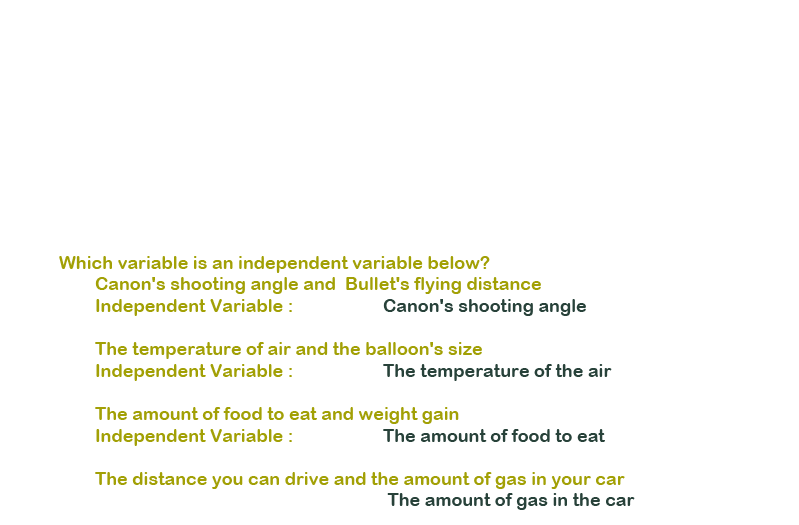 Which variable is an independent variable below?
Canon's shooting angle and Bullet's flying distance
Independent Variable : Canon's shooting angle
The temperature of air and the balloon's size
Independent Variable : The temperature of the air
The amount of food to eat and weight gain
Independent Variable : The amount of food to eat
The distance you can drive and the amount of gas in your car
The amount of gas in the car